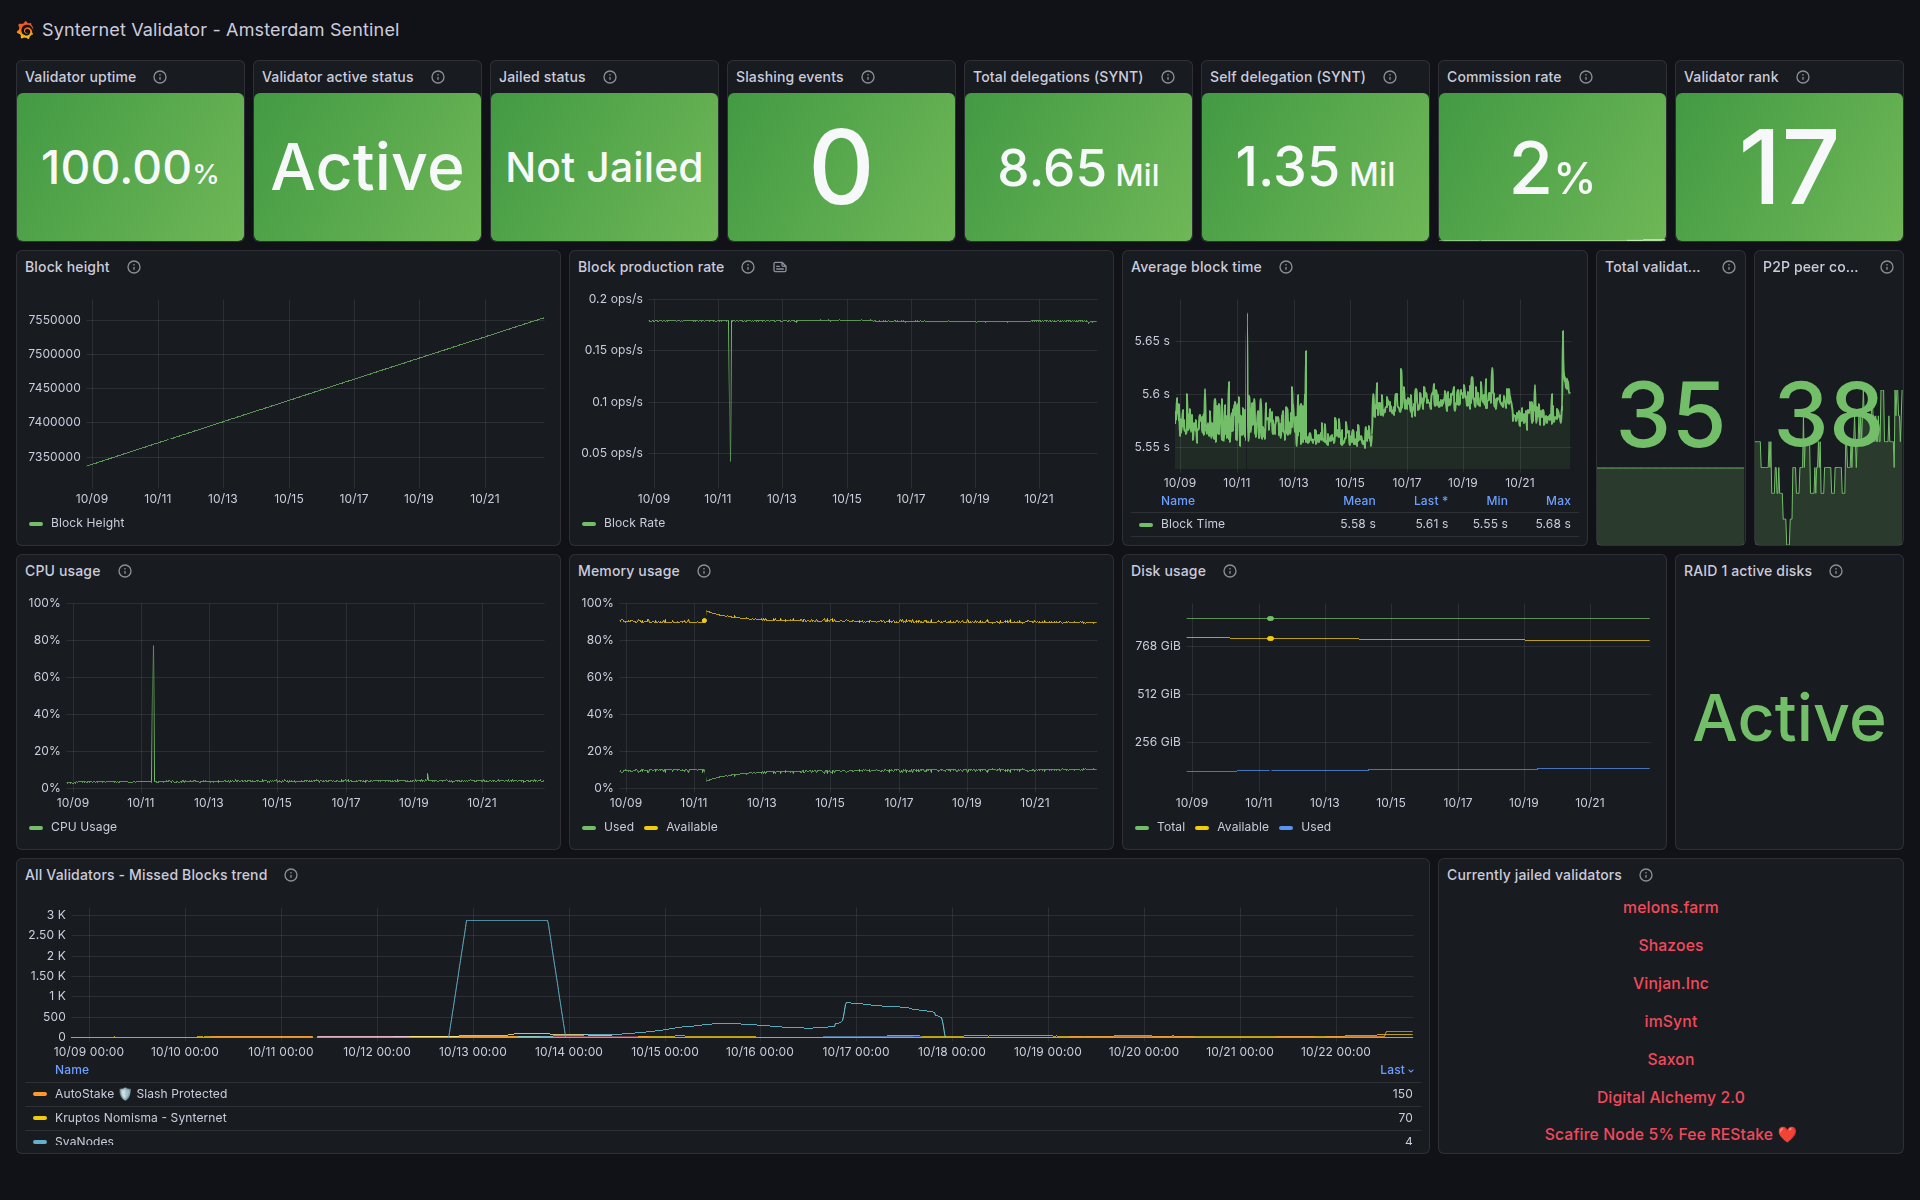 Synternet Validator - Amsterdam Sentinel
Validator uptime
100.00%
Validator active status
Active
Jailed status
Not Jailed
Slashing events
0
Total delegations (SYNT)
8.65 Mil
Self delegation (SYNT)
1.35 Mil
Commission rate
2%
Validator rank
17
Block height
7550000
7500000
7450000
7400000
7350000
10/09 10/11 10/13 10/15 10/17 10/19 10/21
Block Height
Block production rate
0.2 ops/s
0.15 ops/s
0.1 ops/s
0.05 ops/s
10/09 10/11 10/13 10/15 10/17 10/19 10/21
Block Rate
Average block time
5.65 s
5.6 s
5.55 s
10/09 10/11 10/13 10/15 10/17 10/19 10/21
Name Mean Last * Min Max
Block Time 5.58 s 5.61 s 5.55 s 5.68 s
Total validat...
35
P2P peer co...
38
CPU usage
100%
80%
60%
40%
20%
0%
10/09 10/11 10/13 10/15 10/17 10/19 10/21
CPU Usage
Memory usage
100%
80%
60%
40%
20%
0%
10/09 10/11 10/13 10/15 10/17 10/19 10/21
Used Available
Disk usage
768 GiB
512 GiB
256 GiB
10/09 10/11 10/13 10/15 10/17 10/19 10/21
Total Available Used
RAID 1 active disks
Active
All Validators - Missed Blocks trend
3 K
2.50 K
2 K
1.50 K
1 K
500
0
10/09 00:00 10/10 00:00 10/11 00:00 10/12 00:00 10/13 00:00 10/14 00:00 10/15 00:00 10/16 00:00 10/17 00:00 10/18 00:00 10/19 00:00 10/20 00:00 10/21 00:00 10/22 00:00
Name Last
AutoStake 🛡️ Slash Protected 150
Kruptos Nomisma - Synternet 70
SvaNodes 4
Currently jailed validators
melons.farm
Shazoes
Vinjan.Inc
imSynt
Saxon
Digital Alchemy 2.0
Scafire Node 5% Fee REStake ❤️